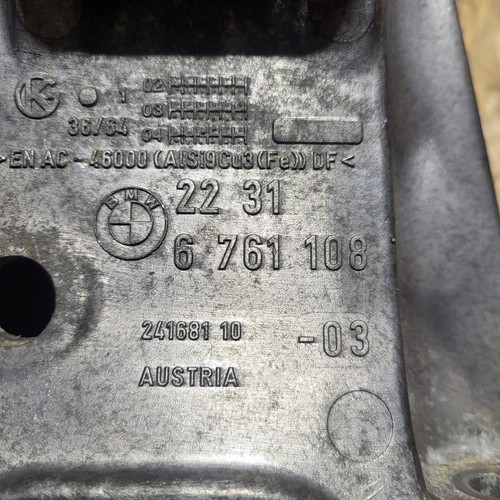 02
1
03
36/64
04
>EN AC-46000 (AlSi9Cu3(Fe)) DF<
BMW
22 31
6 761 108
241681 10
-03
AUSTRIA